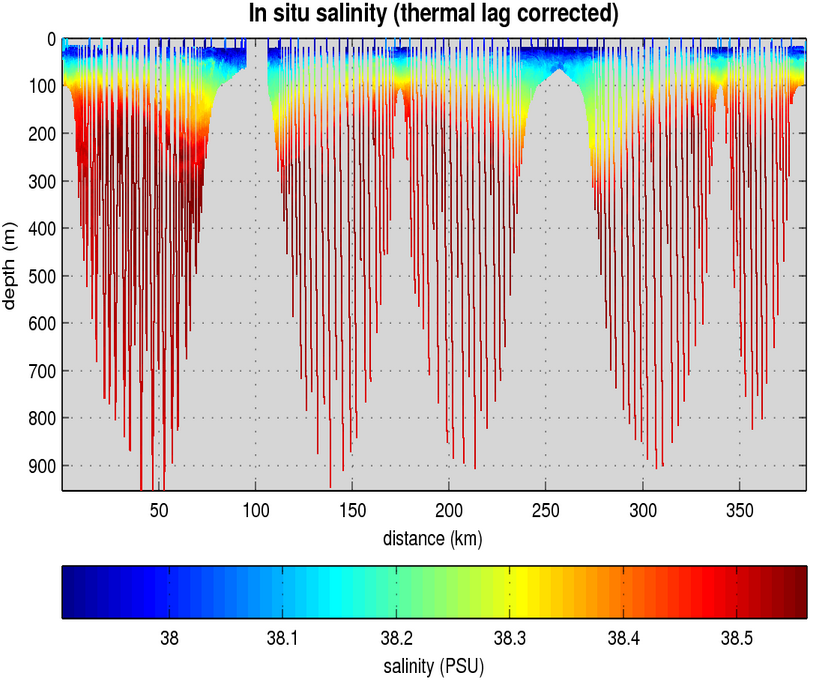 In situ salinity (thermal lag corrected)
0
100
200
300
400
500
600
700
800
900
depth (m)
50 100 150 200 250 300 350
distance (km)
38 38.1 38.2 38.3 38.4 38.5
salinity (PSU)